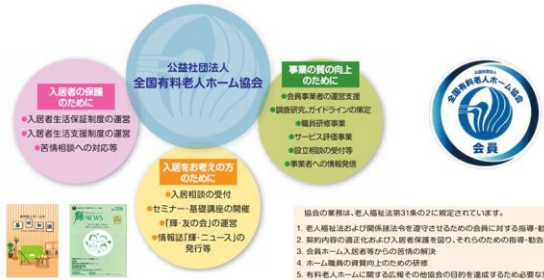 公益社団法人
全国有料老人ホーム協会
入居者の保護
のために
●入居者生活保証制度の運営
●入居者生活支援制度の運営
●苦情相談への対応等
事業の質の向上
のために
●会員事業者の運営支援
●調査研究、ガイドラインの策定
●職員研修事業
●サービス評価事業
●設立相談の受付等
●事業者への情報発信
入居をお考えの方
のために
●入居相談の受付
●セミナー・基礎講座の開催
●「輝・友の会」の運営
●情報誌「輝・ニュース」の
発行等
輝NEWS
公益社団法人
全国有料老人ホーム協会
会員
協会の業務は、老人福祉法第31条の2に規定されています。
1. 老人福祉法および関係諸法令を遵守させるための会員に対する指導・勧
2. 契約内容の適正化および入居者保護を図り、それらのための指導・勧告
3. 会員ホーム入居者等からの苦情の解決
4. ホーム職員の資質向上のための研修
5. 有料老人ホームに関する広報その他協会の目的を達成するため必要な